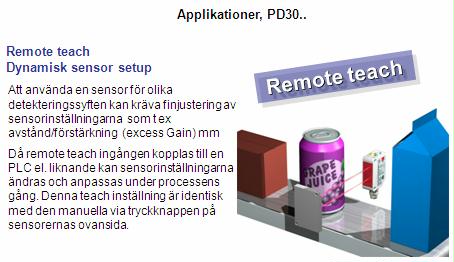 Applikationer, PD30..
Remote teach
Dynamisk sensor setup
Remote teach
Att använda en sensor för olika
detekteringssyften kan kräva finjustering av
sensorinställningarna som t ex
avstånd/förstärkning (excess Gain) mm
Då remote teach ingången kopplas till en
PLC el. liknande kan sensorinställningarna
ändras och anpassas under processens
gång. Denna teach inställning är identisk
med den manuella via tryckknappen på
sensorernas ovansida.
GRAPE
JUICE